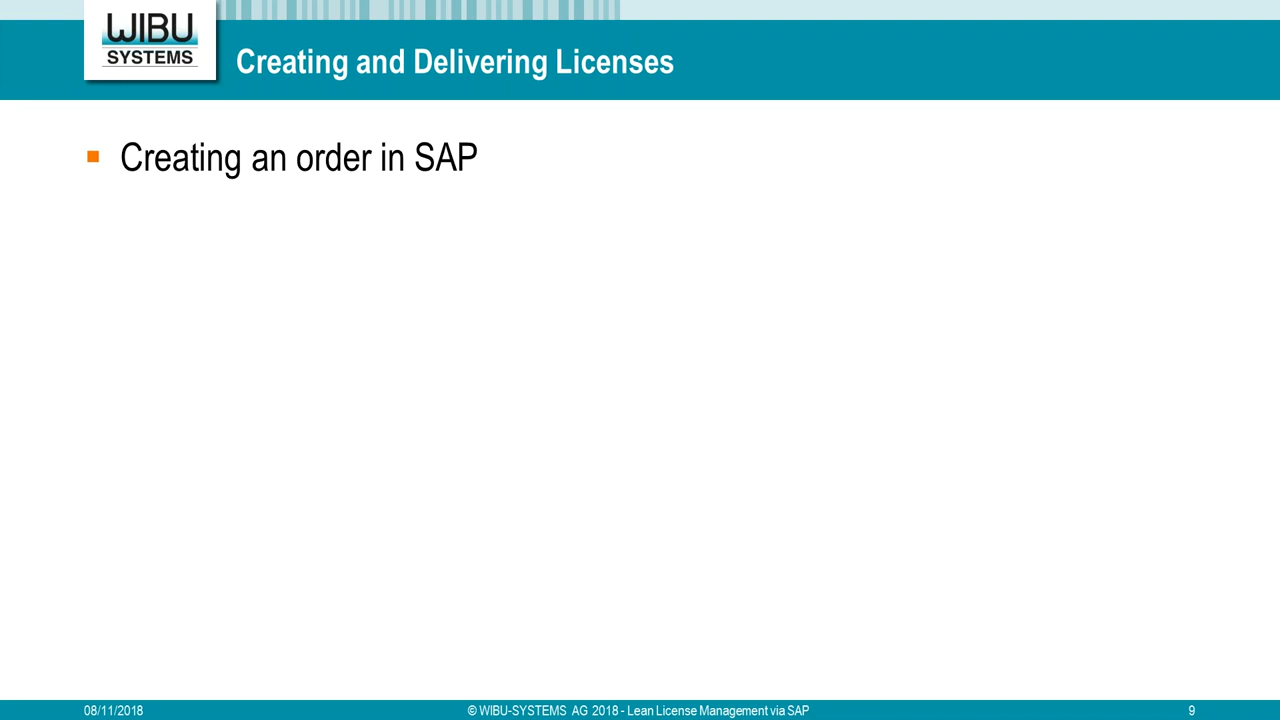 WIBU
SYSTEMS
Creating and Delivering Licenses
Creating an order in SAP
08/11/2018
© WIBU-SYSTEMS AG 2018 - Lean License Management via SAP
9